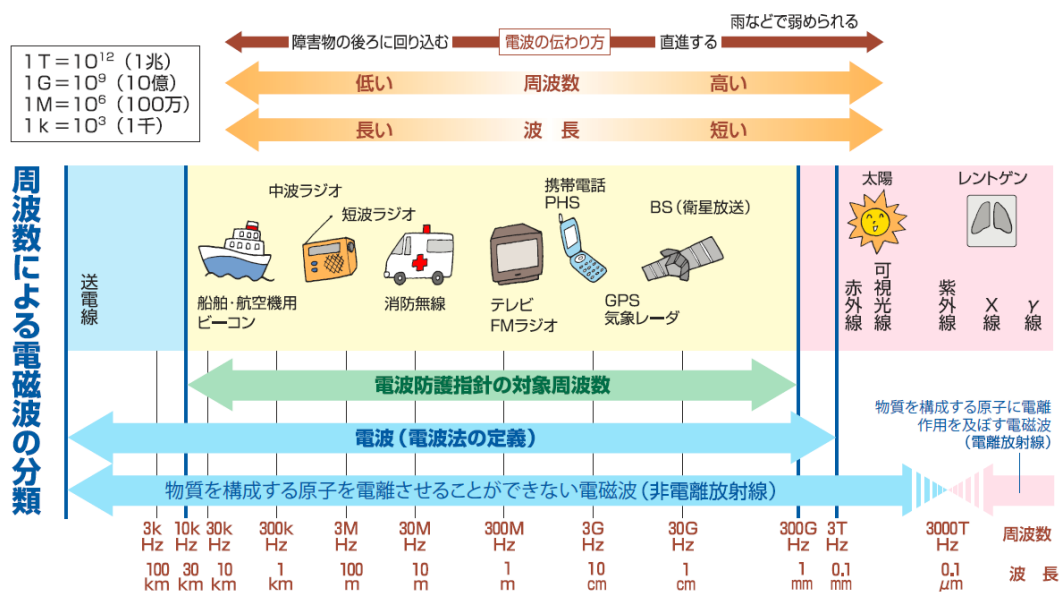 雨などで弱められる
障害物の後ろに回り込む 電波の伝わり方 直進する
1T=10¹²（1兆）
1G=10⁹（10億）
1M=10⁶（100万）
1k=10³（1千）
低い 周波数 高い
長い 波長 短い
周波数による電磁波の分類
送電線
中波ラジオ
短波ラジオ
船舶・航空機用
ビーコン
消防無線
テレビ
FMラジオ
携帯電話
PHS
GPS
気象レーダ
BS（衛星放送）
太陽
レントゲン
赤外線
可視光線
紫外線
X線
γ線
電波防護指針の対象周波数
電波（電波法の定義）
物質を構成する原子に電離
作用を及ぼす電磁波
（電離放射線）
物質を構成する原子を電離させることができない電磁波（非電離放射線）
3k 10k 30k 300k 3M 30M 300M 3G 30G 300G 3T 3000T 周波数
Hz Hz Hz Hz Hz Hz Hz Hz Hz Hz Hz Hz
100 30 10 1 100 10 1 10 1 1 0.1 0.1 波長
km km km km m m m cm cm mm mm μm